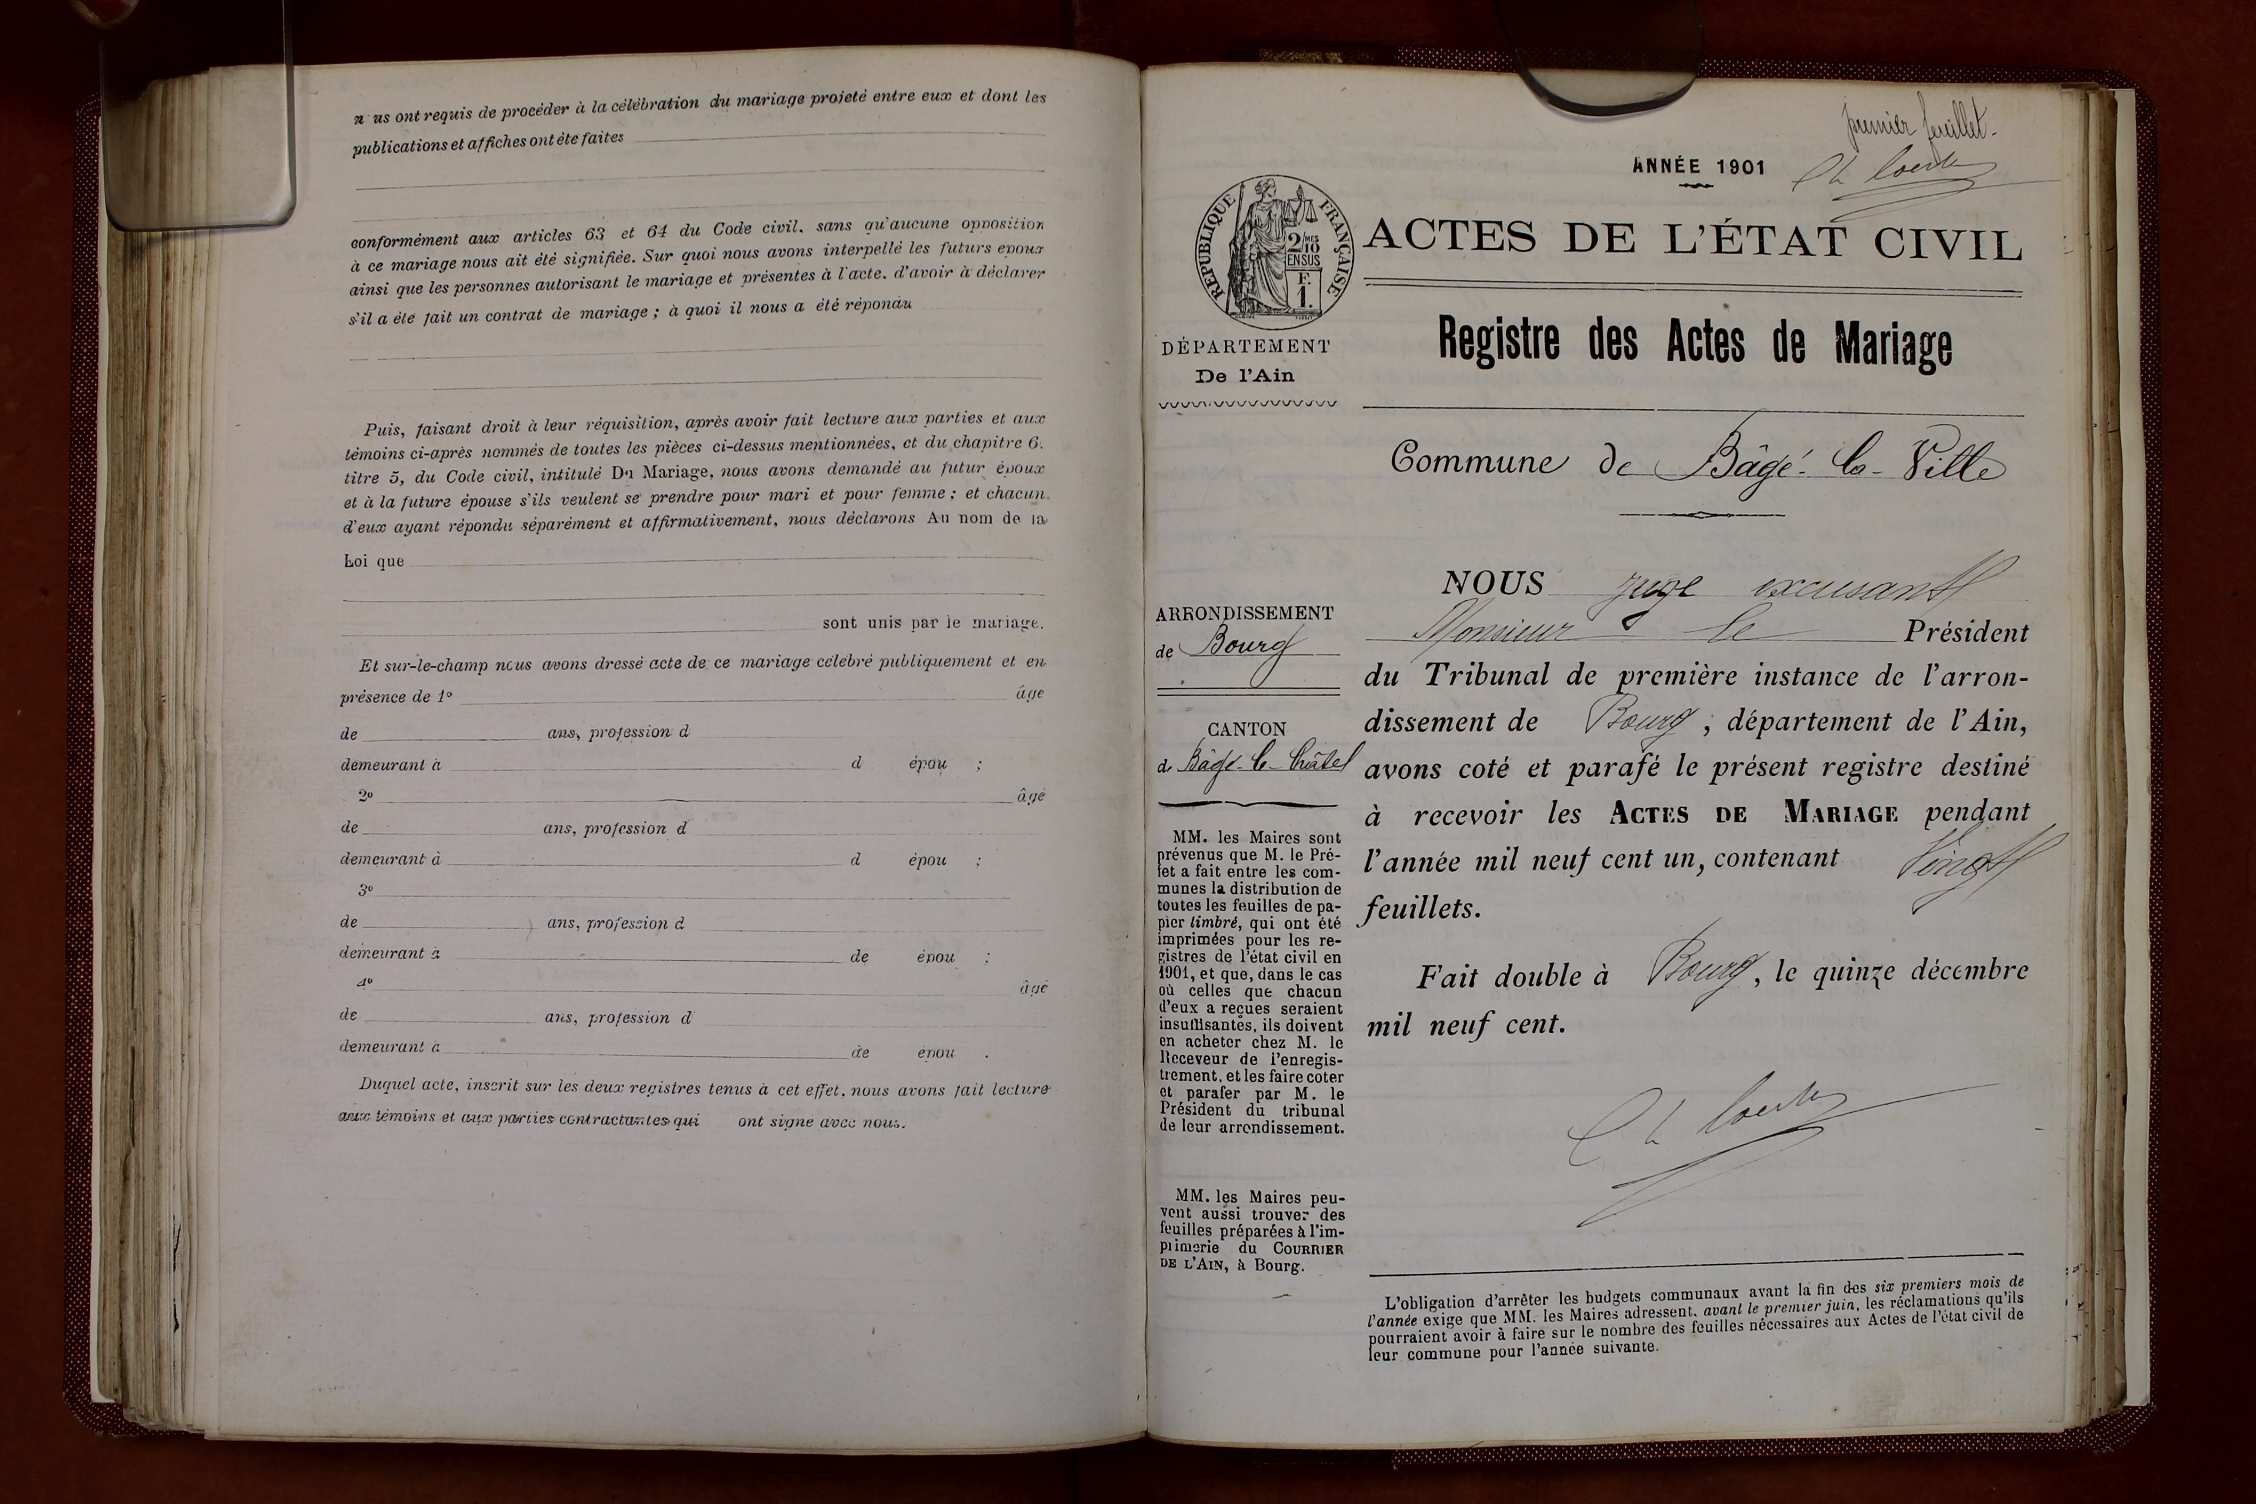 nous ont requis de procéder à la célébration du mariage projeté entre eux et dont les
publications et affiches ont été faites
conformément aux articles 63 et 64 du Code civil, sans qu'aucune opposition
à ce mariage nous ait été signifiée. Sur quoi nous avons interpellé les futurs époux
ainsi que les personnes autorisant le mariage et présentes à l'acte, d'avoir à déclarer
s'il a été fait un contrat de mariage ; à quoi il nous a été répondu
Puis, faisant droit à leur réquisition, après avoir fait lecture aux parties et aux
témoins ci-après nommés de toutes les pièces ci-dessus mentionnées, et du chapitre 6.
titre 5, du Code civil, intitulé Du Mariage, nous avons demandé au futur époux
et à la future épouse s'ils veulent se prendre pour mari et pour femme ; et chacun
d'eux ayant répondu séparément et affirmativement, nous déclarons Au nom de la
Loi que
sont unis par le mariage.
Et sur-le-champ nous avons dressé acte de ce mariage célébré publiquement et en
présence de 1º âgé
de ans, profession d
demeurant à d épou ;
2º âgé
de ans, profession d
demeurant à d épou ;
3º
de ans, profession d
demeurant à de épou ;
4º âgé
de ans, profession d
demeurant à de épou .
Duquel acte, inscrit sur les deux registres tenus à cet effet, nous avons fait lecture
aux témoins et aux parties contractantes qui ont signé avec nous.
premier feuillet.
ANNÉE 1901
RÉPUBLIQUE FRANÇAISE
2/MES 10
EN SUS
F.
1.
ACTES DE L'ÉTAT CIVIL
Registre des Actes de Mariage
DÉPARTEMENT
De l'Ain
Commune de Bâgé-la-Ville
ARRONDISSEMENT
de Bourg
CANTON
de Bâgé-le-Châtel
MM. les Maires sont
prévenus que M. le Pré-
fet a fait entre les com-
munes la distribution de
toutes les feuilles de pa-
pier timbré, qui ont été
imprimées pour les re-
gistres de l'état civil en
1901, et que, dans le cas
où celles que chacun
d'eux a reçues seraient
insuffisantes, ils doivent
en acheter chez M. le
Receveur de l'enregis-
trement, et les faire coter
et parafer par M. le
Président du tribunal
de leur arrondissement.
MM. les Maires peu-
vent aussi trouver des
feuilles préparées à l'im-
primerie du COURRIER
DE L'AIN, à Bourg.
NOUS juge excusant
Monsieur le Président
du Tribunal de première instance de l'arron-
dissement de Bourg, département de l'Ain,
avons coté et parafé le présent registre destiné
à recevoir les ACTES DE MARIAGE pendant
l'année mil neuf cent un, contenant Vingt
feuillets.
Fait double à Bourg, le quinze décembre
mil neuf cent.
L'obligation d'arrêter les budgets communaux avant la fin des six premiers mois de
l'année exige que MM. les Maires adressent, avant le premier juin, les réclamations qu'ils
pourraient avoir à faire sur le nombre des feuilles nécessaires aux Actes de l'état civil de
leur commune pour l'année suivante.